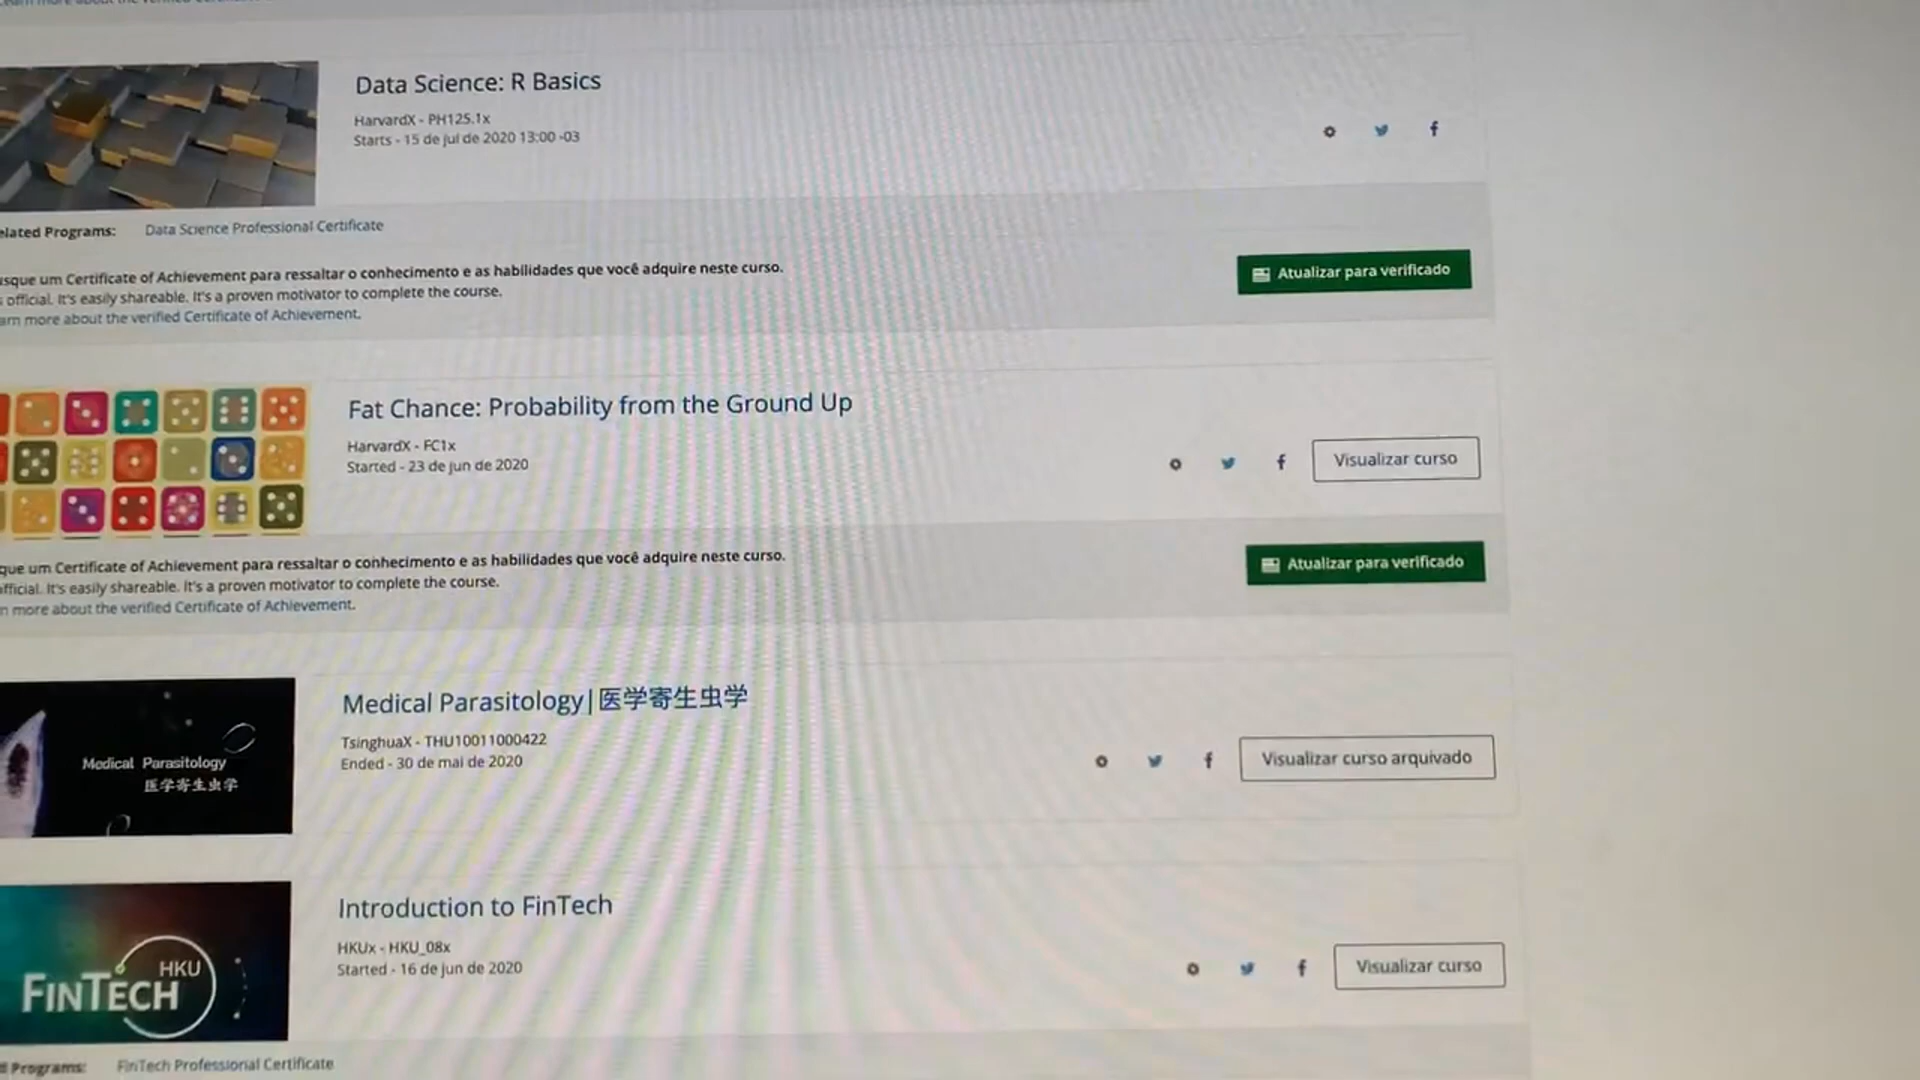 Data Science: R Basics
HarvardX - PH125.1x
Starts - 15 de jul de 2020 13:00 -03
Programs: Data Science Professional Certificate
um Certificate of Achievement para ressaltar o conhecimento e as habilidades que você adquire neste curso.
official. It's easily shareable. It's a proven motivator to complete the course.
more about the verified Certificate of Achievement.
Atualizar para verificado
Fat Chance: Probability from the Ground Up
HarvardX - FC1x
Started - 23 de jun de 2020
Visualizar curso
um Certificate of Achievement para ressaltar o conhecimento e as habilidades que você adquire neste curso.
It's easily shareable. It's a proven motivator to complete the course.
more about the verified Certificate of Achievement.
Atualizar para verificado
Medical Parasitology
医学寄生虫学
Medical Parasitology|医学寄生虫学
TsinghuaX - THU10011000422
Ended - 30 de mai de 2020
Visualizar curso arquivado
FINTECH HKU
Introduction to FinTech
HKUx - HKU_08x
Started - 16 de jun de 2020
Visualizar curso
Programs: FinTech Professional Certificate